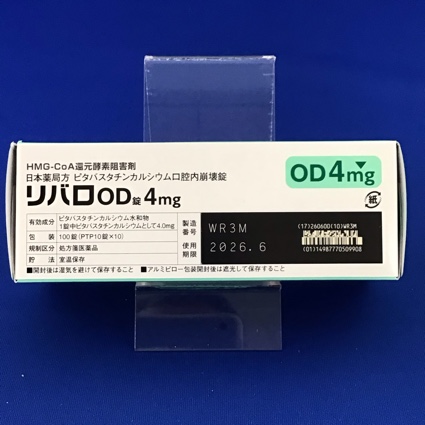 HMG-CoA還元酵素阻害剤
日本薬局方 ピタバスタチンカルシウム口腔内崩壊錠
リバロOD錠4mg
OD4mg
紙
有効成分 ピタバスタチンカルシウム水和物
1錠中ピタバスタチンカルシウムとして4.0mg
包装 100錠(PTP10錠×10)
規制区分 処方箋医薬品
貯法 室温保存
製造番号 WR3M
使用期限 2026.6
(17)260600(10)WR3M
(01)14987770509908
■開封後は湿気を避けて保存すること ■アルミピロー包装開封後は遮光して保存すること